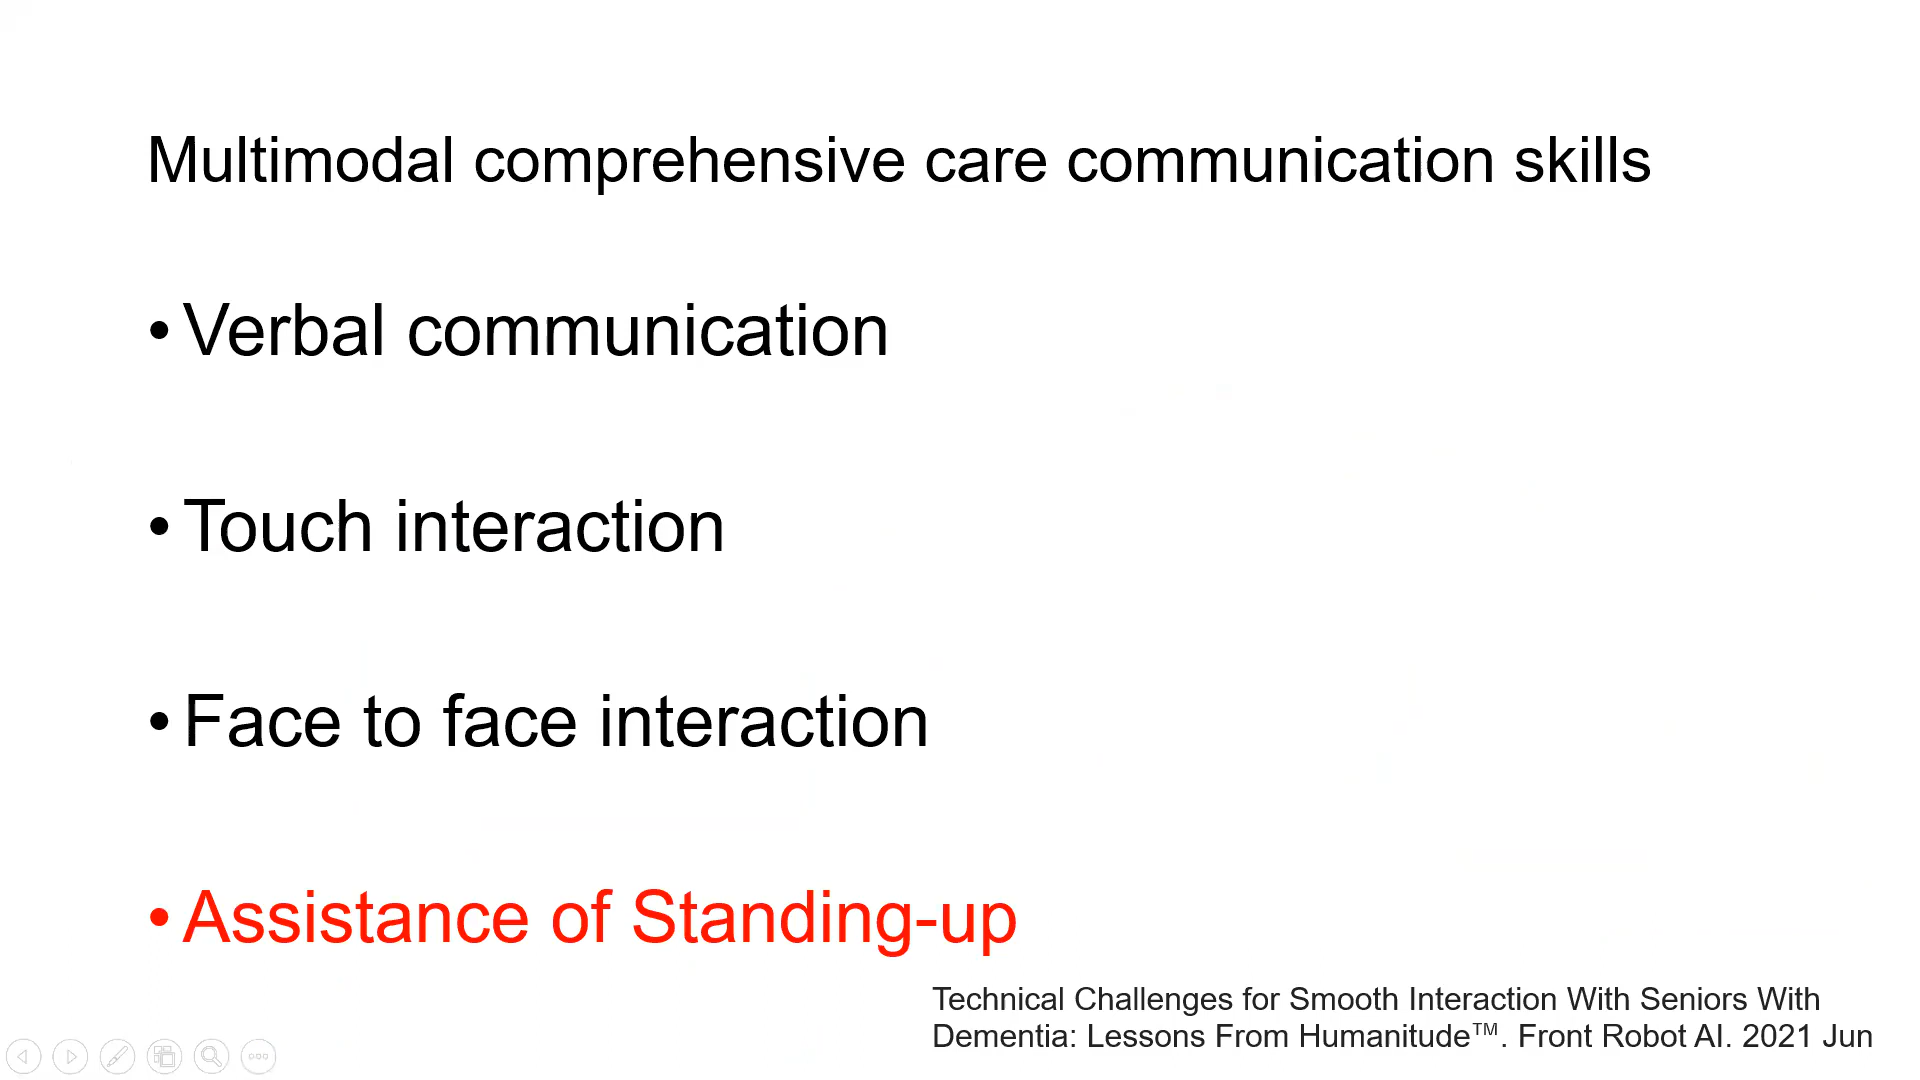 Multimodal comprehensive care communication skills
• Verbal communication
• Touch interaction
• Face to face interaction
• Assistance of Standing-up
Technical Challenges for Smooth Interaction With Seniors With
Dementia: Lessons From Humanitude™. Front Robot AI. 2021 Jun